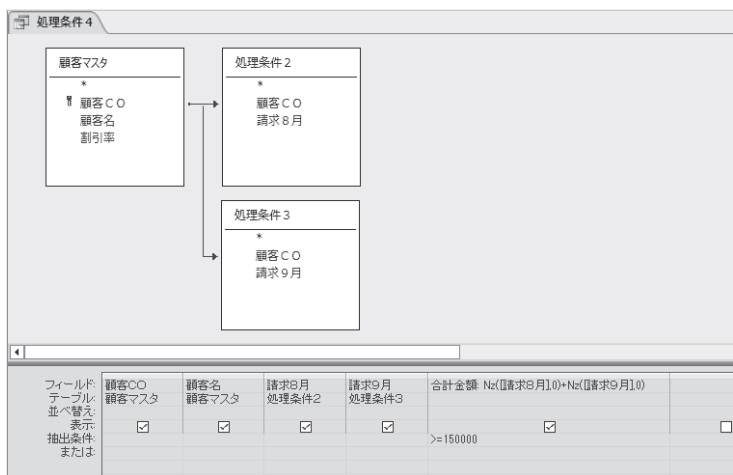 処理条件4
顧客マスタ
*
顧客CO
顧客名
割引率
処理条件2
*
顧客CO
請求8月
処理条件3
*
顧客CO
請求9月
フィールド: 顧客CO 顧客名 請求8月 請求9月 合計金額: Nz([請求8月],0)+Nz([請求9月],0)
テーブル: 顧客マスタ 顧客マスタ 処理条件2 処理条件3
並べ替え:
表示:
抽出条件: >=150000
または: